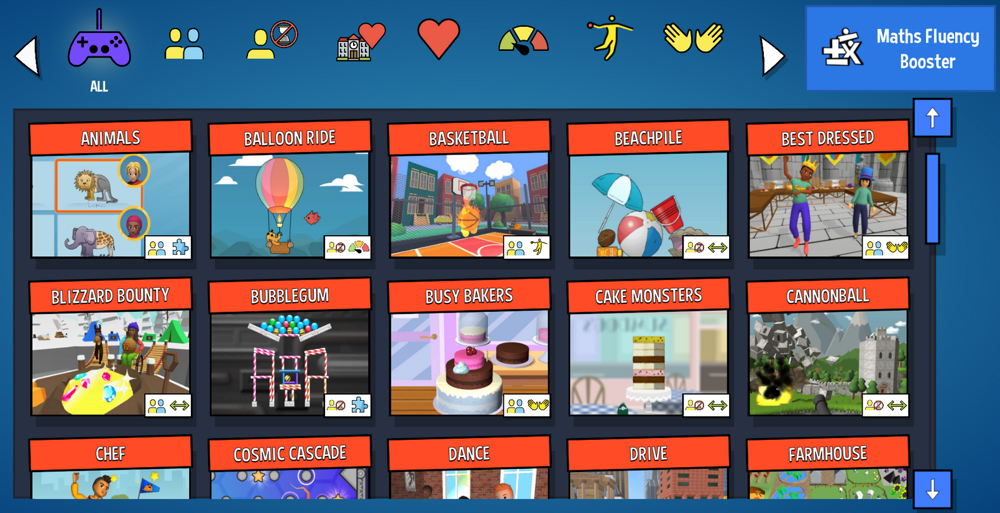 ALL
Maths Fluency
Booster
ANIMALS
BALLOON RIDE
BASKETBALL
BEACHPILE
BEST DRESSED
BLIZZARD BOUNTY
BUBBLEGUM
BUSY BAKERS
CAKE MONSTERS
CANNONBALL
CHEF
COSMIC CASCADE
DANCE
DRIVE
FARMHOUSE
12